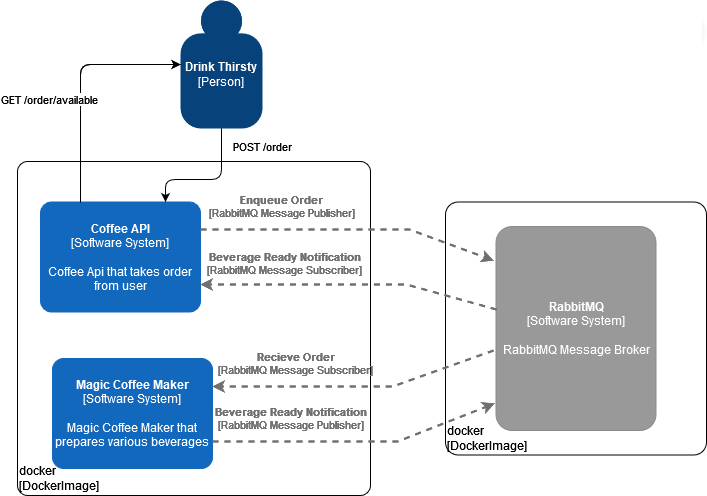 Drink Thirsty
[Person]
GET /order/available
POST /order
Enqueue Order
[RabbitMQ Message Publisher]
Coffee API
[Software System]
Coffee Api that takes order
from user
Beverage Ready Notification
[RabbitMQ Message Subscriber]
RabbitMQ
[Software System]
RabbitMQ Message Broker
Recieve Order
[RabbitMQ Message Subscriber]
Magic Coffee Maker
[Software System]
Magic Coffee Maker that
prepares various beverages
Beverage Ready Notification
[RabbitMQ Message Publisher]
docker
[DockerImage]
docker
[DockerImage]